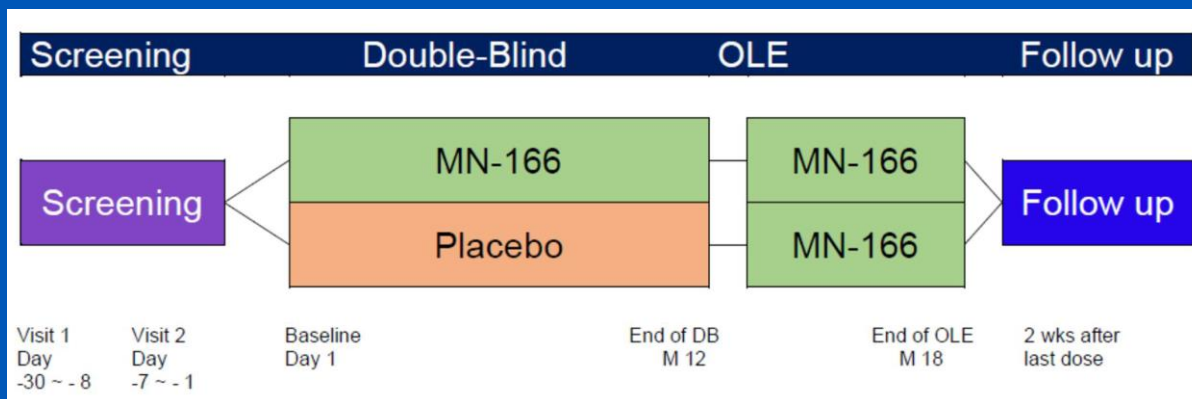 Screening Double-Blind OLE Follow up
MN-166 MN-166
Screening Follow up
Placebo MN-166
Visit 1 Visit 2 Baseline End of DB End of OLE 2 wks after
Day Day Day 1 M 12 M 18 last dose
-30 ~ - 8 -7 ~ - 1